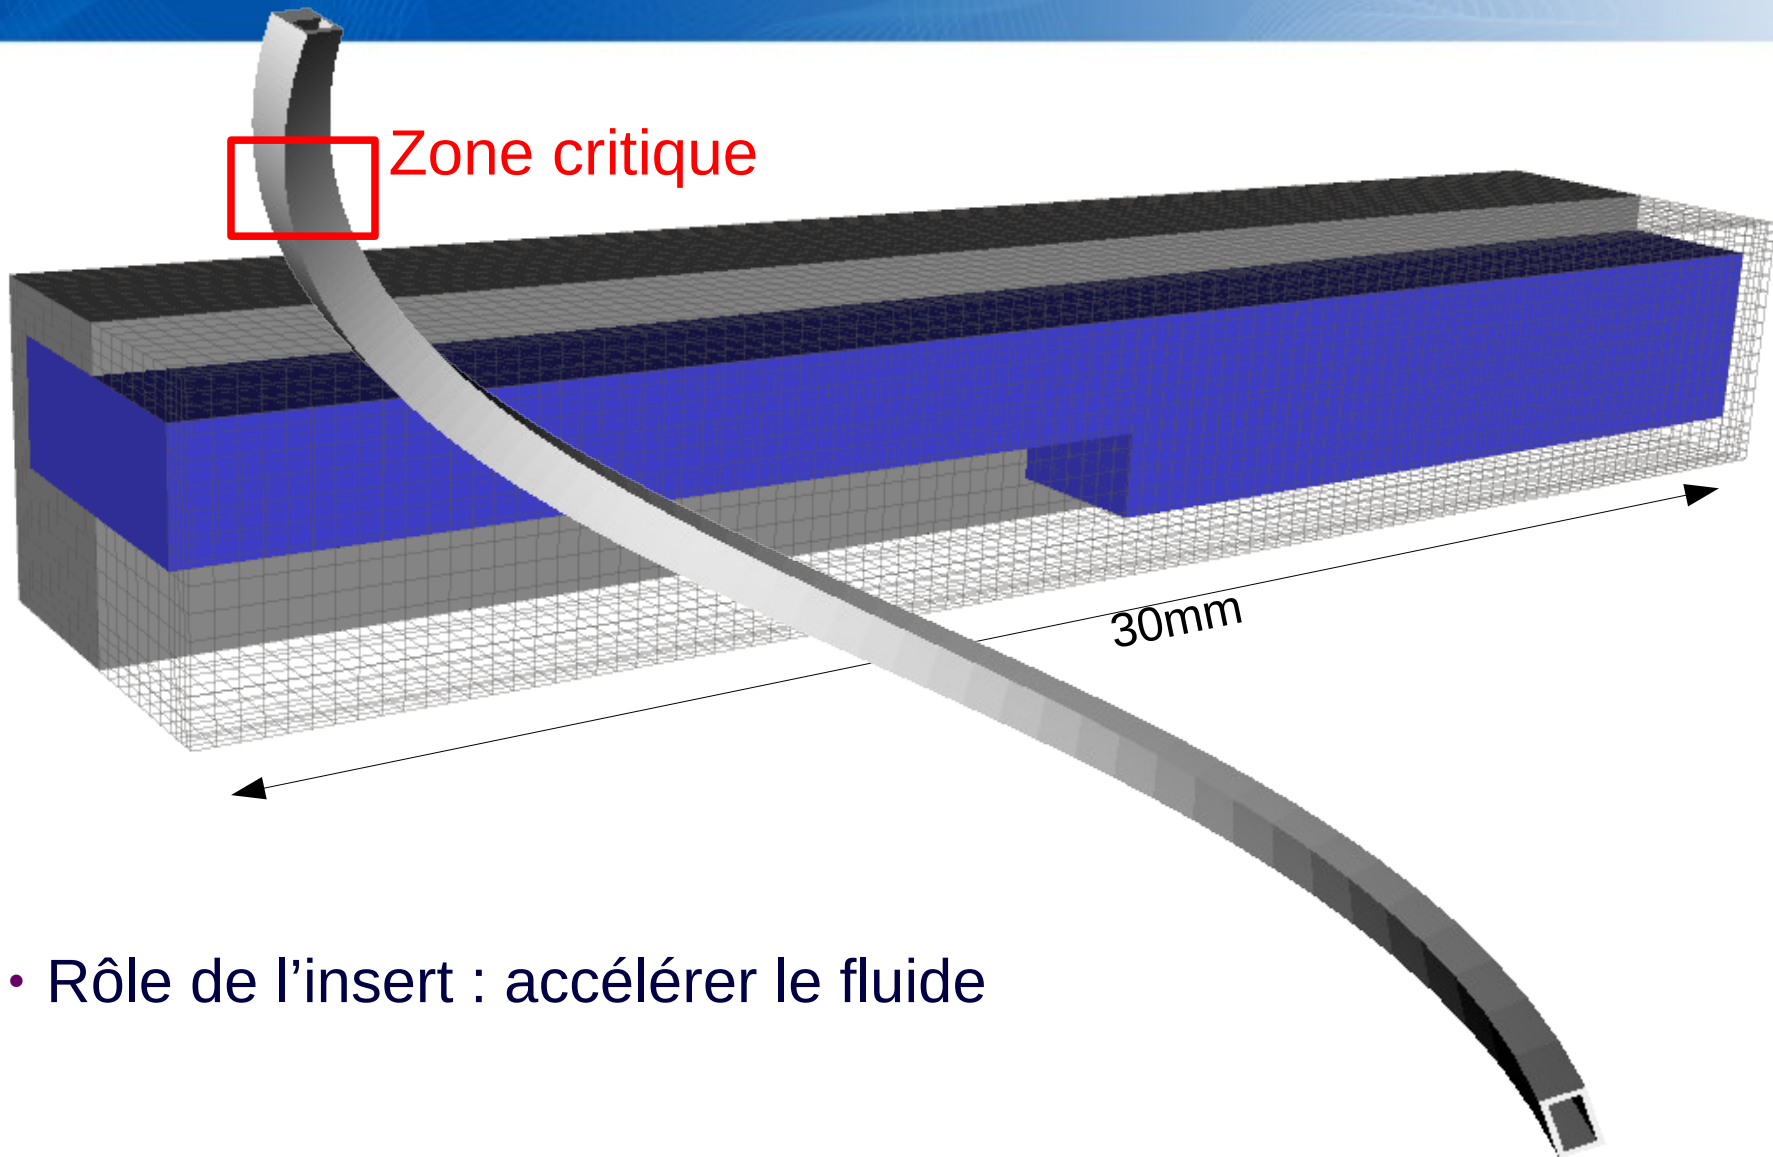 Zone critique
30mm
• Rôle de l’insert : accélérer le fluide